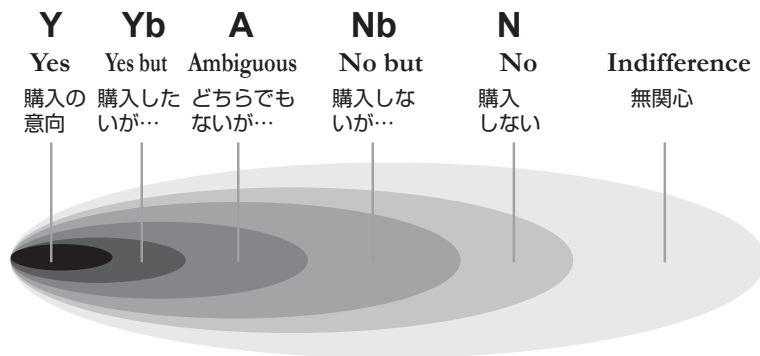 Y Yb A Nb N
Yes Yes but Ambiguous No but No Indifference
購入の 購入した どちらでも 購入しな 購入 無関心
意向 いが… ないが… いが… しない